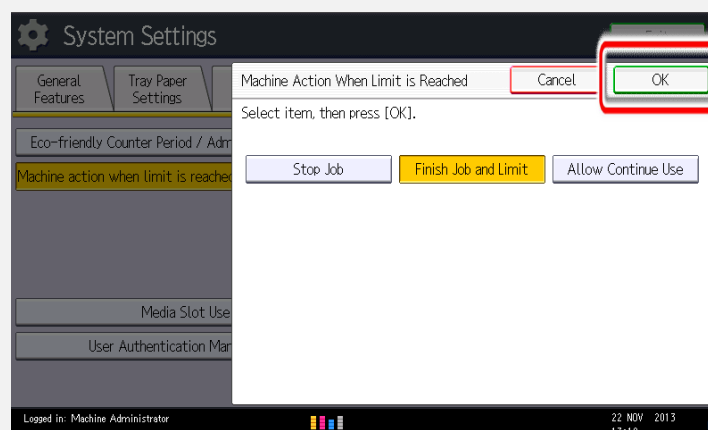 System Settings
General
Features
Tray Paper
Settings
Machine Action When Limit is Reached
Cancel
OK
Select item, then press [OK].
Eco-friendly Counter Period / Adm
Machine action when limit is reached
Stop Job
Finish Job and Limit
Allow Continue Use
Media Slot Use
User Authentication Man
Logged in: Machine Administrator
22 NOV 2013